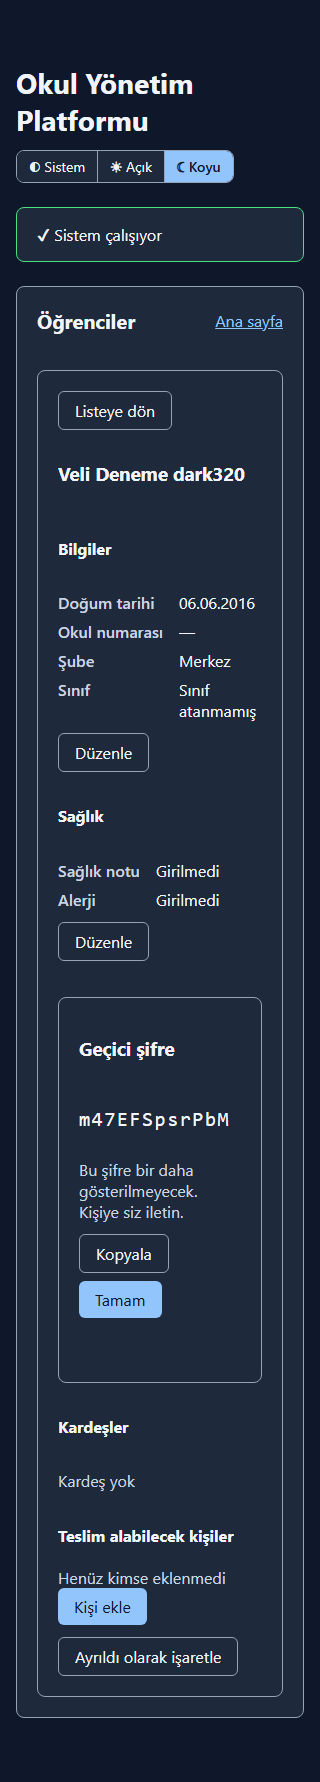 Okul Yönetim
Platformu
◐ Sistem ☀ Açık ☾ Koyu
✓ Sistem çalışıyor
Öğrenciler Ana sayfa
Listeye dön
Veli Deneme dark320
Bilgiler
Doğum tarihi 06.06.2016
Okul numarası —
Şube Merkez
Sınıf Sınıf
atanmamış
Düzenle
Sağlık
Sağlık notu Girilmedi
Alerji Girilmedi
Düzenle
Geçici şifre
m47EFSpsrPbM
Bu şifre bir daha
gösterilmeyecek.
Kişiye siz iletin.
Kopyala
Tamam
Kardeşler
Kardeş yok
Teslim alabilecek kişiler
Henüz kimse eklenmedi
Kişi ekle
Ayrıldı olarak işaretle